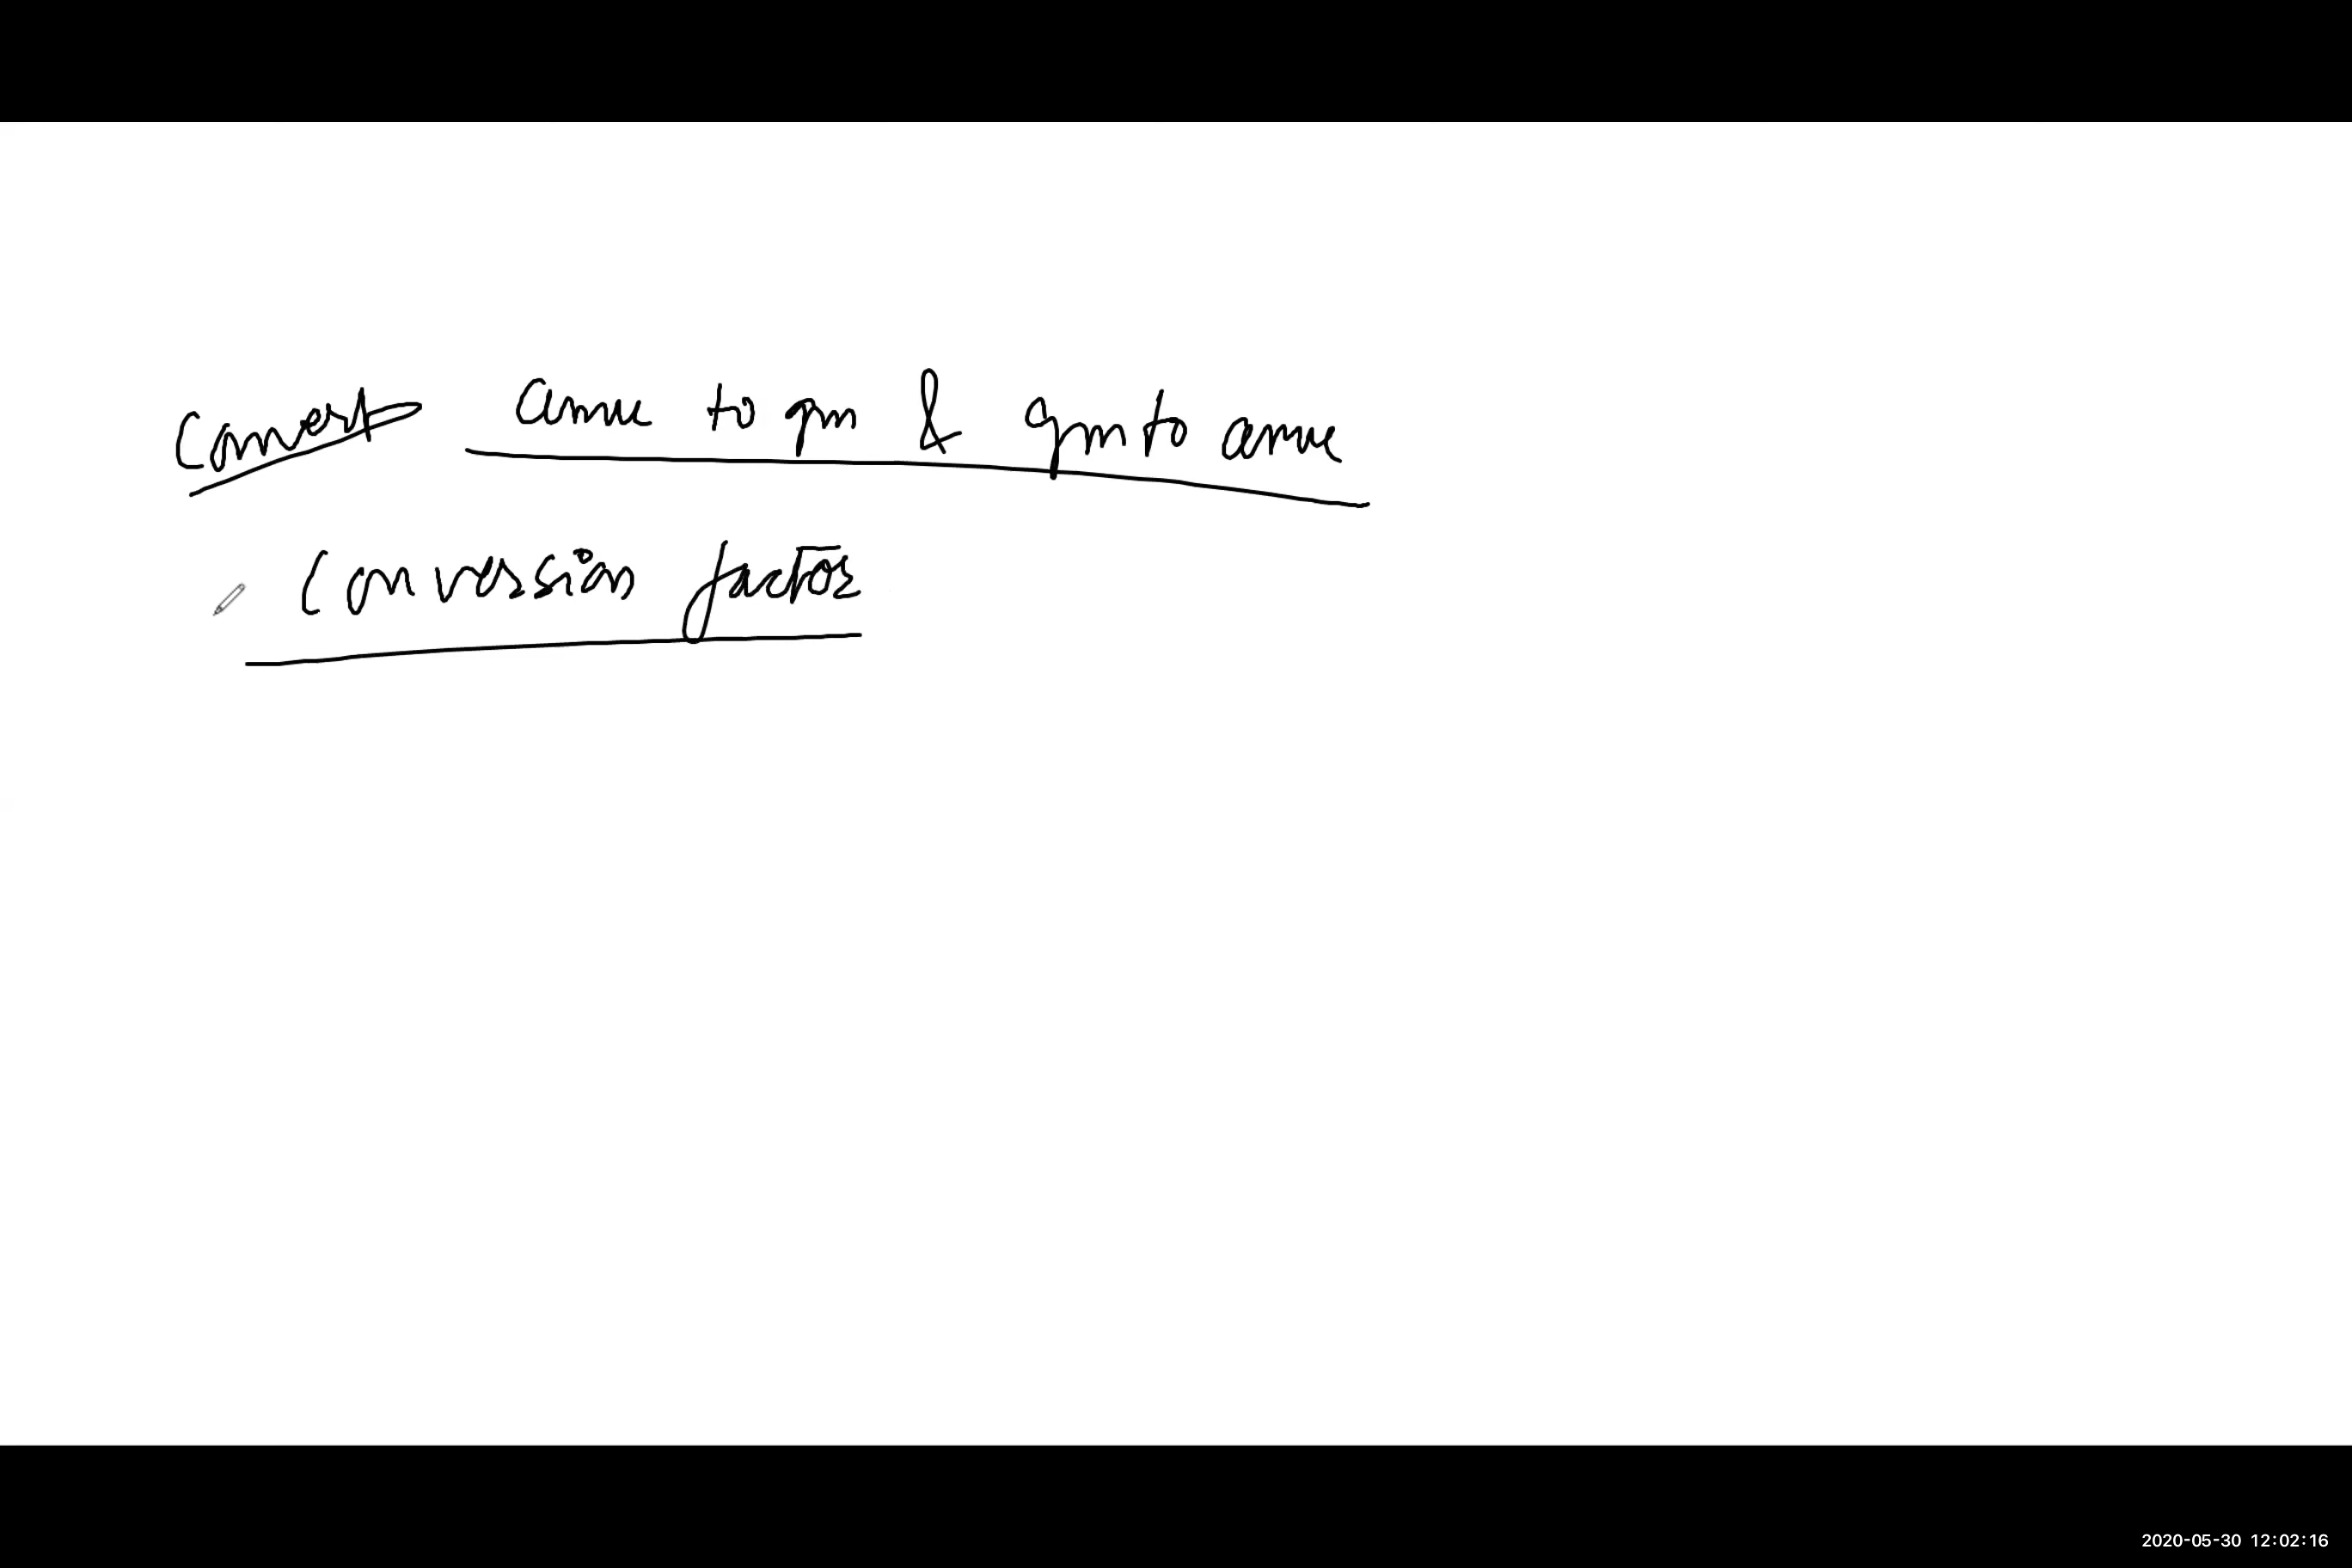 Convert amu to gm & gm to amu
Conversion factor
2020-05-30 12:02:16